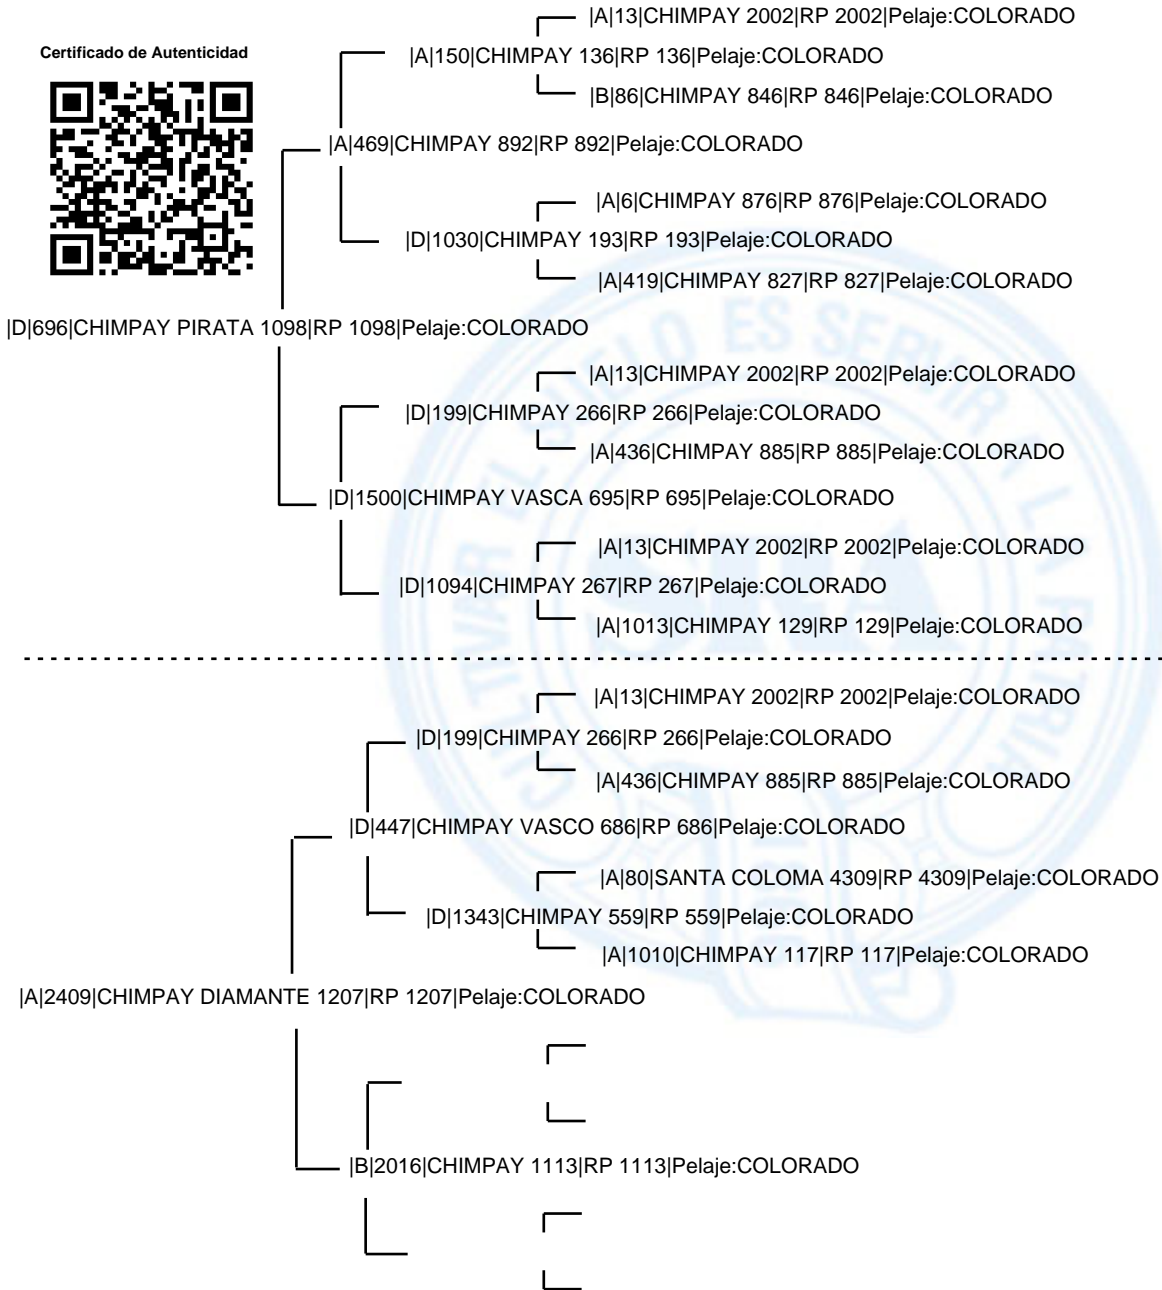 |A|13|CHIMPAY 2002|RP 2002|Pelaje:COLORADO
Certificado de Autenticidad
|A|150|CHIMPAY 136|RP 136|Pelaje:COLORADO
|B|86|CHIMPAY 846|RP 846|Pelaje:COLORADO
|A|469|CHIMPAY 892|RP 892|Pelaje:COLORADO
|A|6|CHIMPAY 876|RP 876|Pelaje:COLORADO
|D|1030|CHIMPAY 193|RP 193|Pelaje:COLORADO
|A|419|CHIMPAY 827|RP 827|Pelaje:COLORADO
|D|696|CHIMPAY PIRATA 1098|RP 1098|Pelaje:COLORADO
|A|13|CHIMPAY 2002|RP 2002|Pelaje:COLORADO
|D|199|CHIMPAY 266|RP 266|Pelaje:COLORADO
|A|436|CHIMPAY 885|RP 885|Pelaje:COLORADO
|D|1500|CHIMPAY VASCA 695|RP 695|Pelaje:COLORADO
|A|13|CHIMPAY 2002|RP 2002|Pelaje:COLORADO
|D|1094|CHIMPAY 267|RP 267|Pelaje:COLORADO
|A|1013|CHIMPAY 129|RP 129|Pelaje:COLORADO
|A|13|CHIMPAY 2002|RP 2002|Pelaje:COLORADO
|D|199|CHIMPAY 266|RP 266|Pelaje:COLORADO
|A|436|CHIMPAY 885|RP 885|Pelaje:COLORADO
|D|447|CHIMPAY VASCO 686|RP 686|Pelaje:COLORADO
|A|80|SANTA COLOMA 4309|RP 4309|Pelaje:COLORADO
|D|1343|CHIMPAY 559|RP 559|Pelaje:COLORADO
|A|1010|CHIMPAY 117|RP 117|Pelaje:COLORADO
|A|2409|CHIMPAY DIAMANTE 1207|RP 1207|Pelaje:COLORADO
|B|2016|CHIMPAY 1113|RP 1113|Pelaje:COLORADO
CULTIVAR EL SUELO ES SERVIR A LA PATRIA
SRA